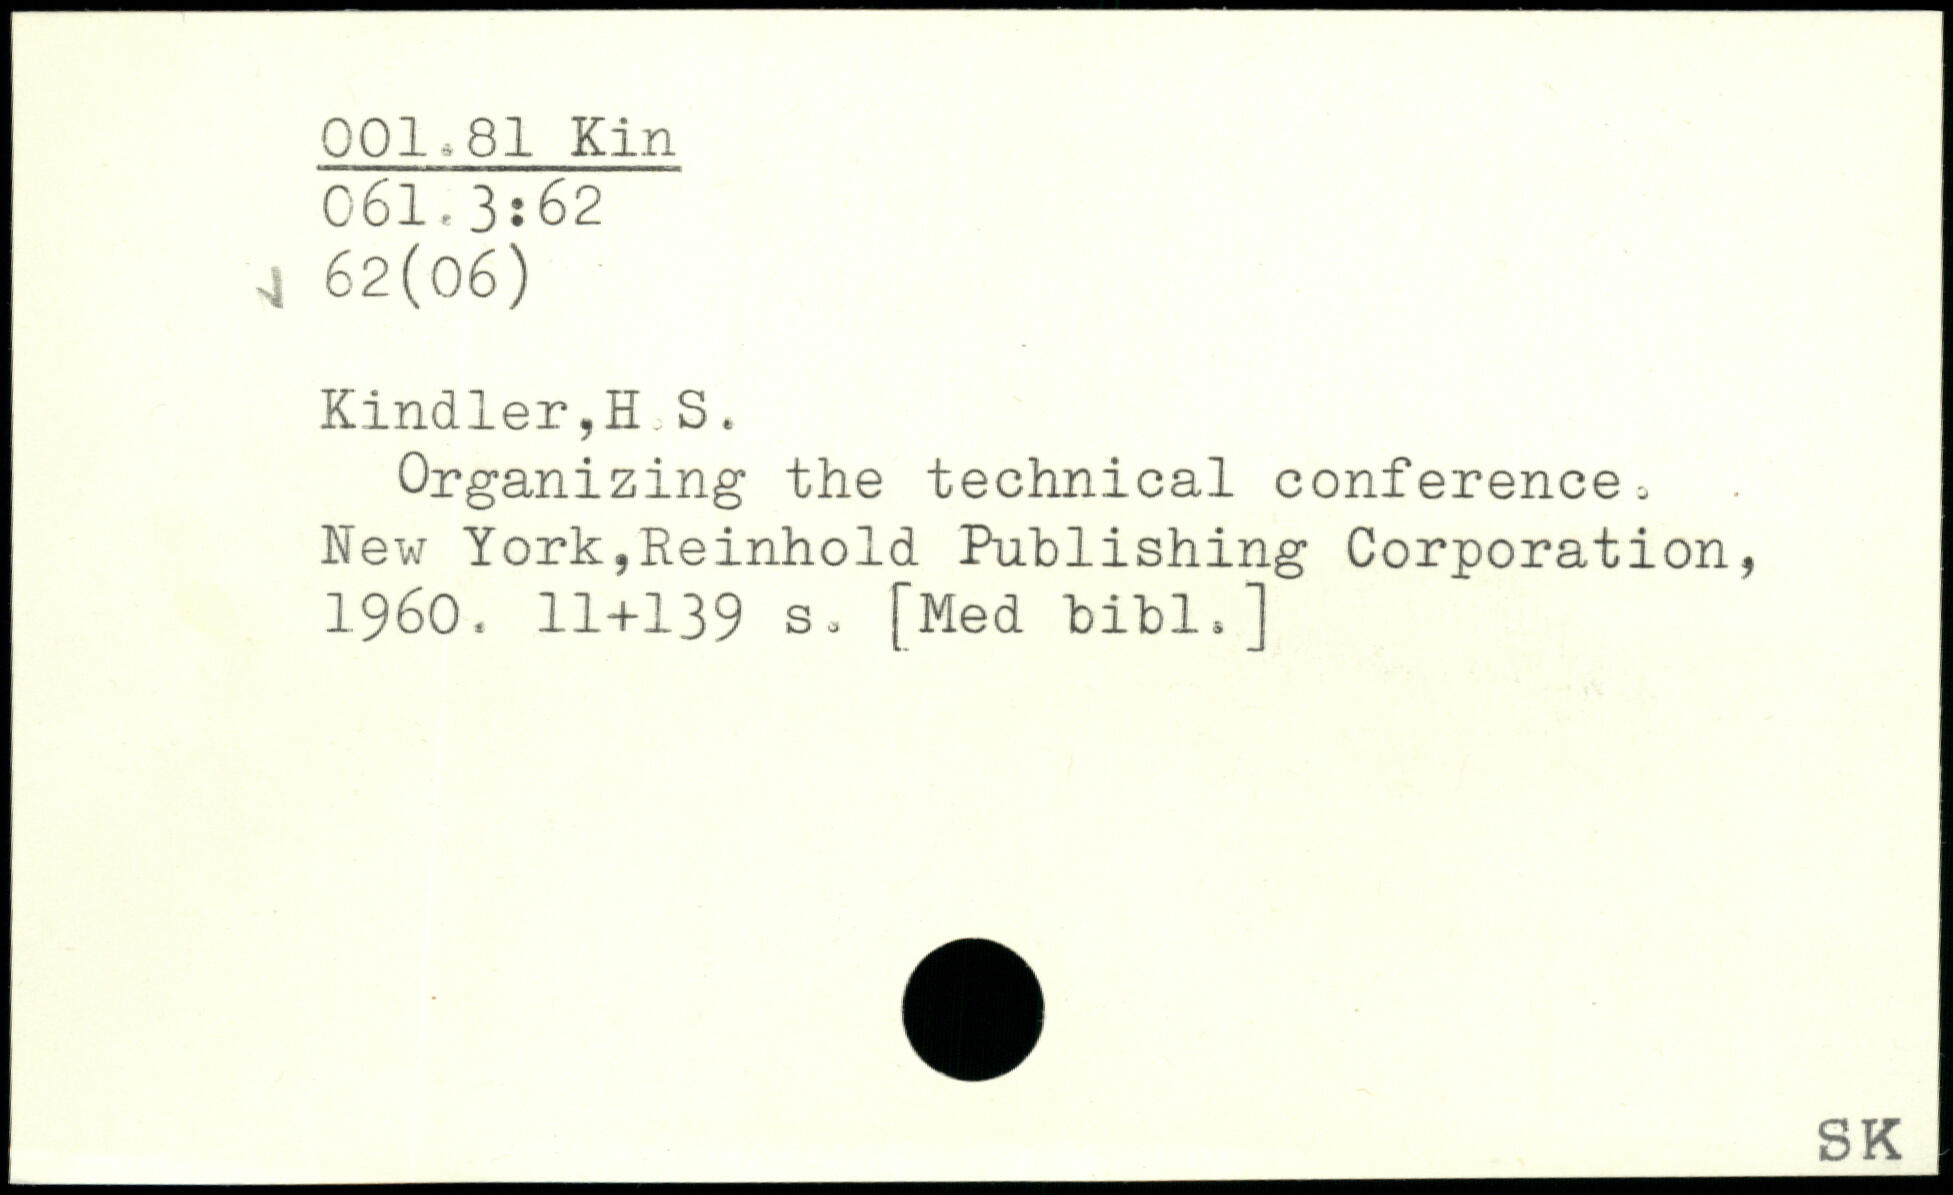 001.81 Kin
061.3:62
62(06)
Kindler,H.S.
Organizing the technical conference.
New York,Reinhold Publishing Corporation,
1960. 11+139 s. [Med bibl.]
SK